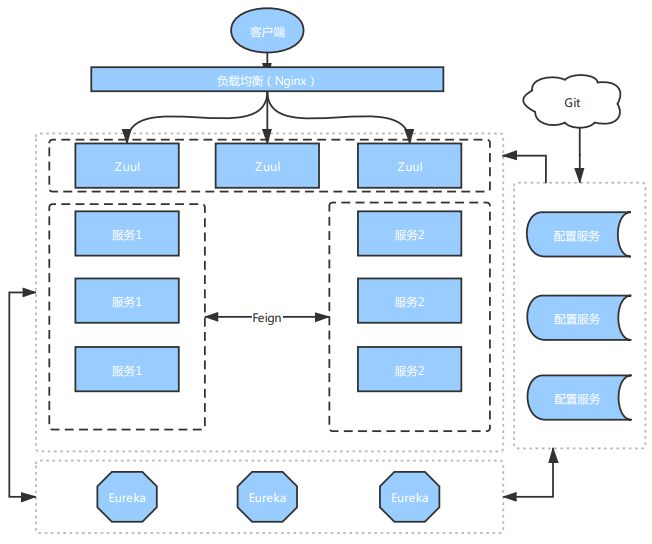 客户端
负载均衡（Nginx）
Git
Zuul
Zuul
Zuul
服务1
服务1
服务1
Feign
服务2
服务2
服务2
配置服务
配置服务
配置服务
Eureka
Eureka
Eureka